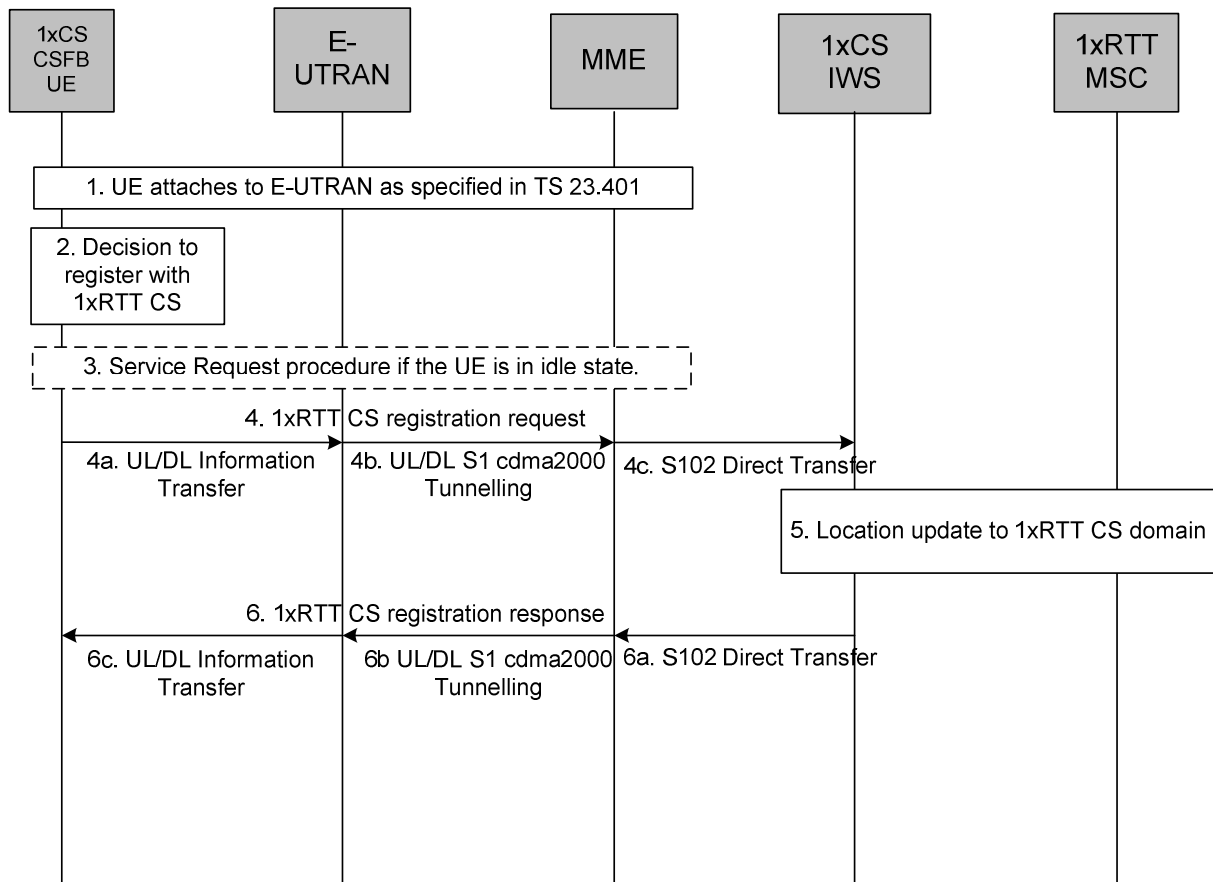 1xCS
CSFB
UE
E-
UTRAN
MME
1xCS
IWS
1xRTT
MSC
1. UE attaches to E-UTRAN as specified in TS 23.401
2. Decision to
register with
1xRTT CS
3. Service Request procedure if the UE is in idle state.
4. 1xRTT CS registration request
4a. UL/DL Information
Transfer
4b. UL/DL S1 cdma2000
Tunnelling
4c. S102 Direct Transfer
5. Location update to 1xRTT CS domain
6. 1xRTT CS registration response
6c. UL/DL Information
Transfer
6b UL/DL S1 cdma2000
Tunnelling
6a. S102 Direct Transfer